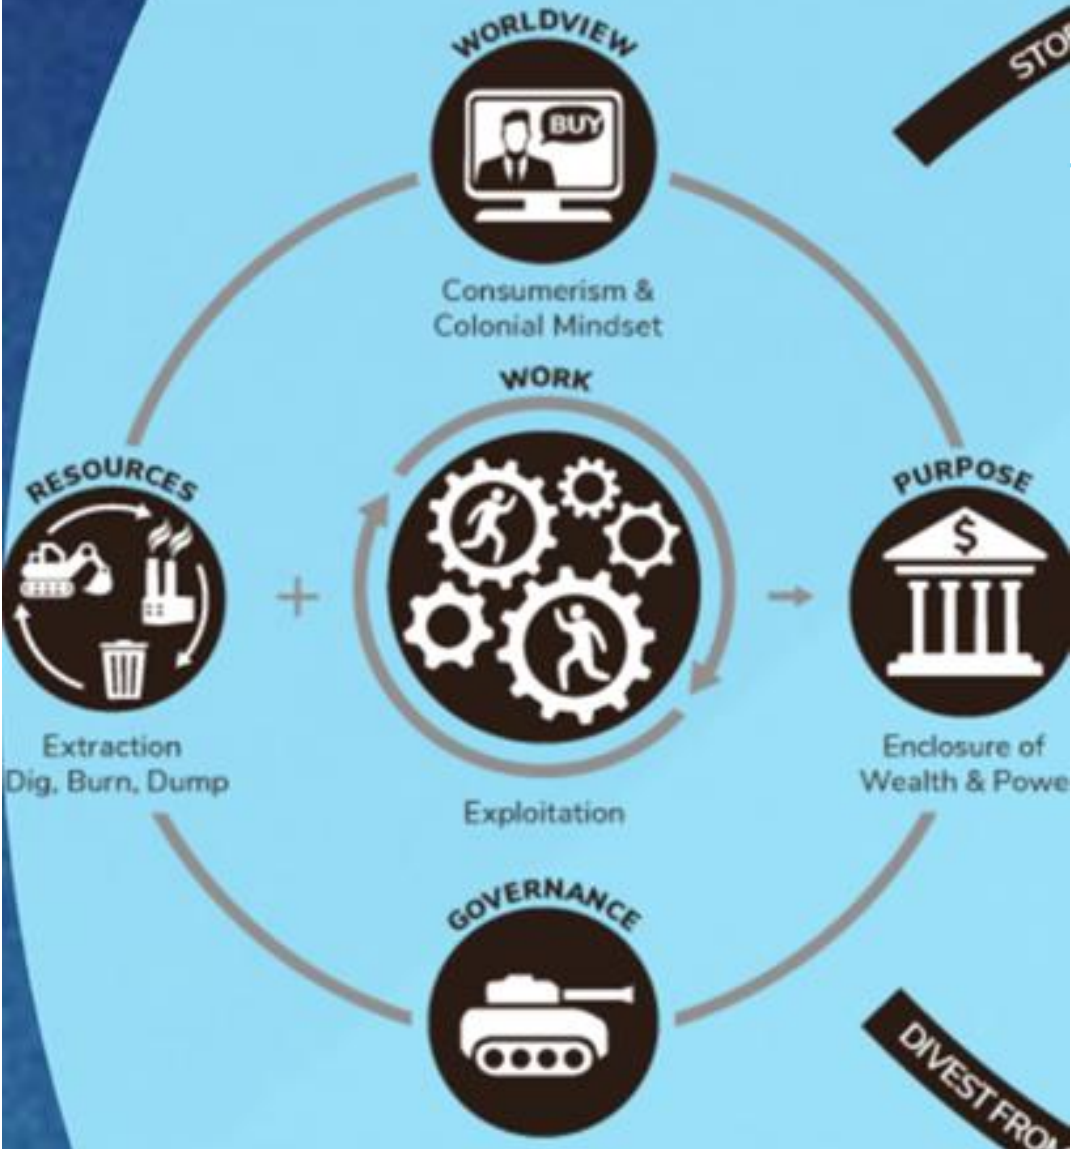 WORLDVIEW
BUY
Consumerism &
Colonial Mindset
STO
WORK
RESOURCES
+
Extraction
Dig, Burn, Dump
Exploitation
PURPOSE
$
Enclosure of
Wealth & Powe
GOVERNANCE
DIVEST FROM